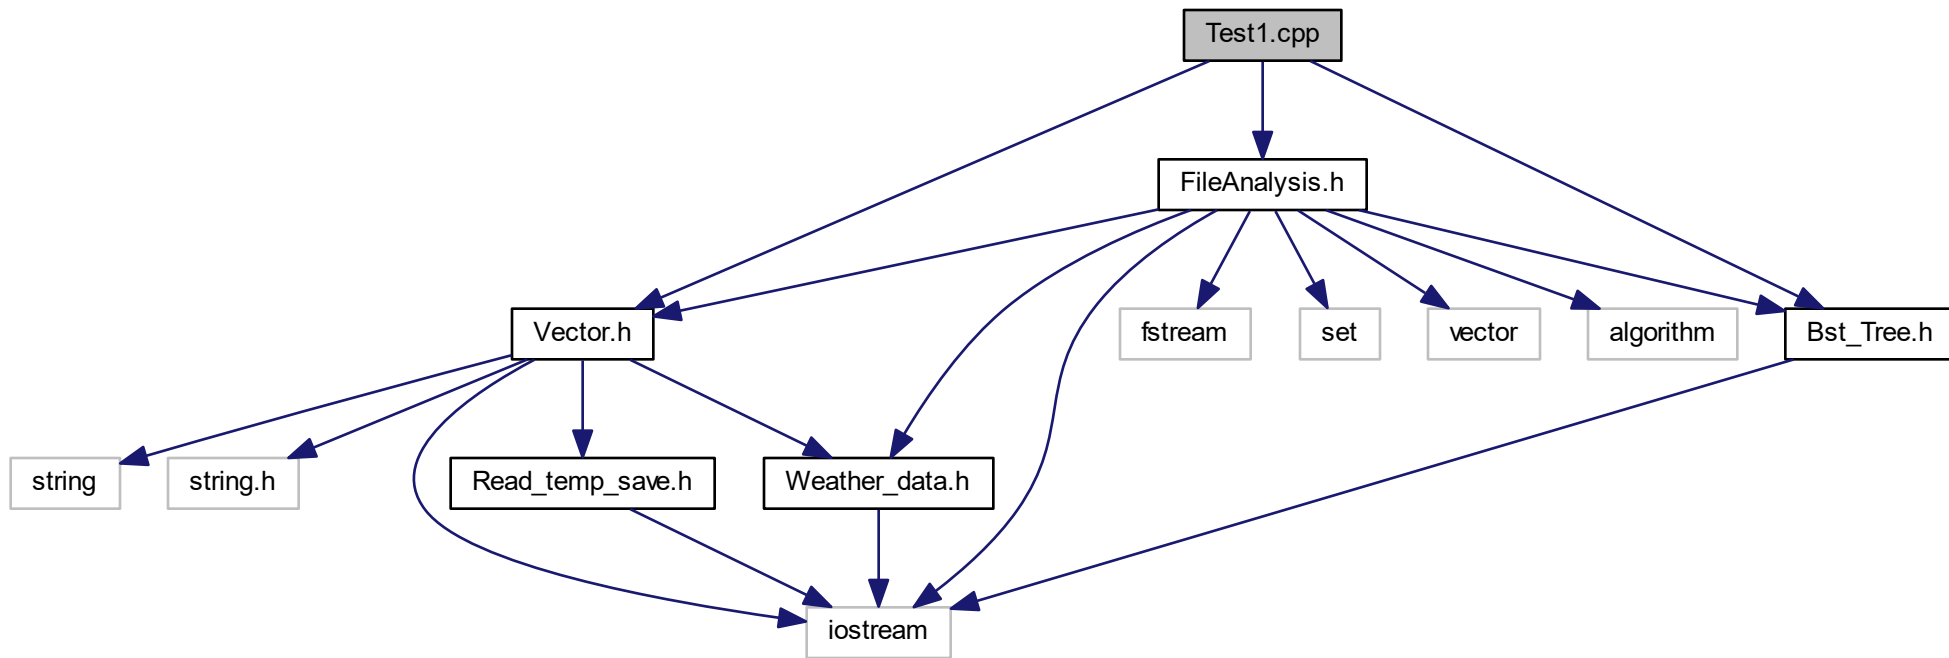 Test1.cpp
FileAnalysis.h
Vector.h
fstream
set
vector
algorithm
Bst_Tree.h
string
string.h
Read_temp_save.h
Weather_data.h
iostream